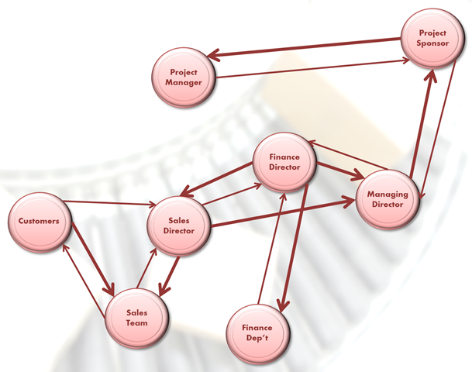 Project
Sponsor
Project
Manager
Finance
Director
Managing
Director
Customers
Sales
Director
Sales
Team
Finance
Dep't